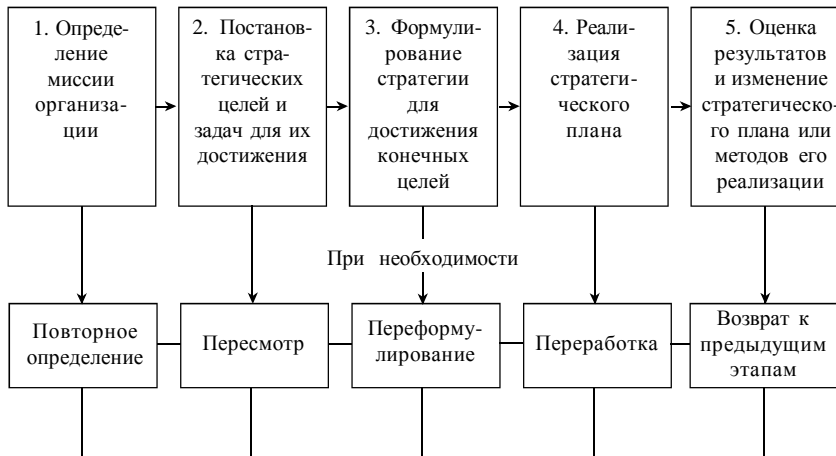 1. Опреде-
ление
миссии
организа-
ции
2. Постанов-
ка стра-
тегических
целей и
задач для их
достижения
3. Формули-
рование
стратегии
для
достижения
конечных
целей
4. Реали-
зация
стратеги-
ческого
плана
5. Оценка
результатов
и изменение
стратегическо-
го плана или
методов его
реализации
При необходимости
Повторное
определение
Пересмотр
Переформу-
лирование
Переработка
Возврат к
предыдущим
этапам